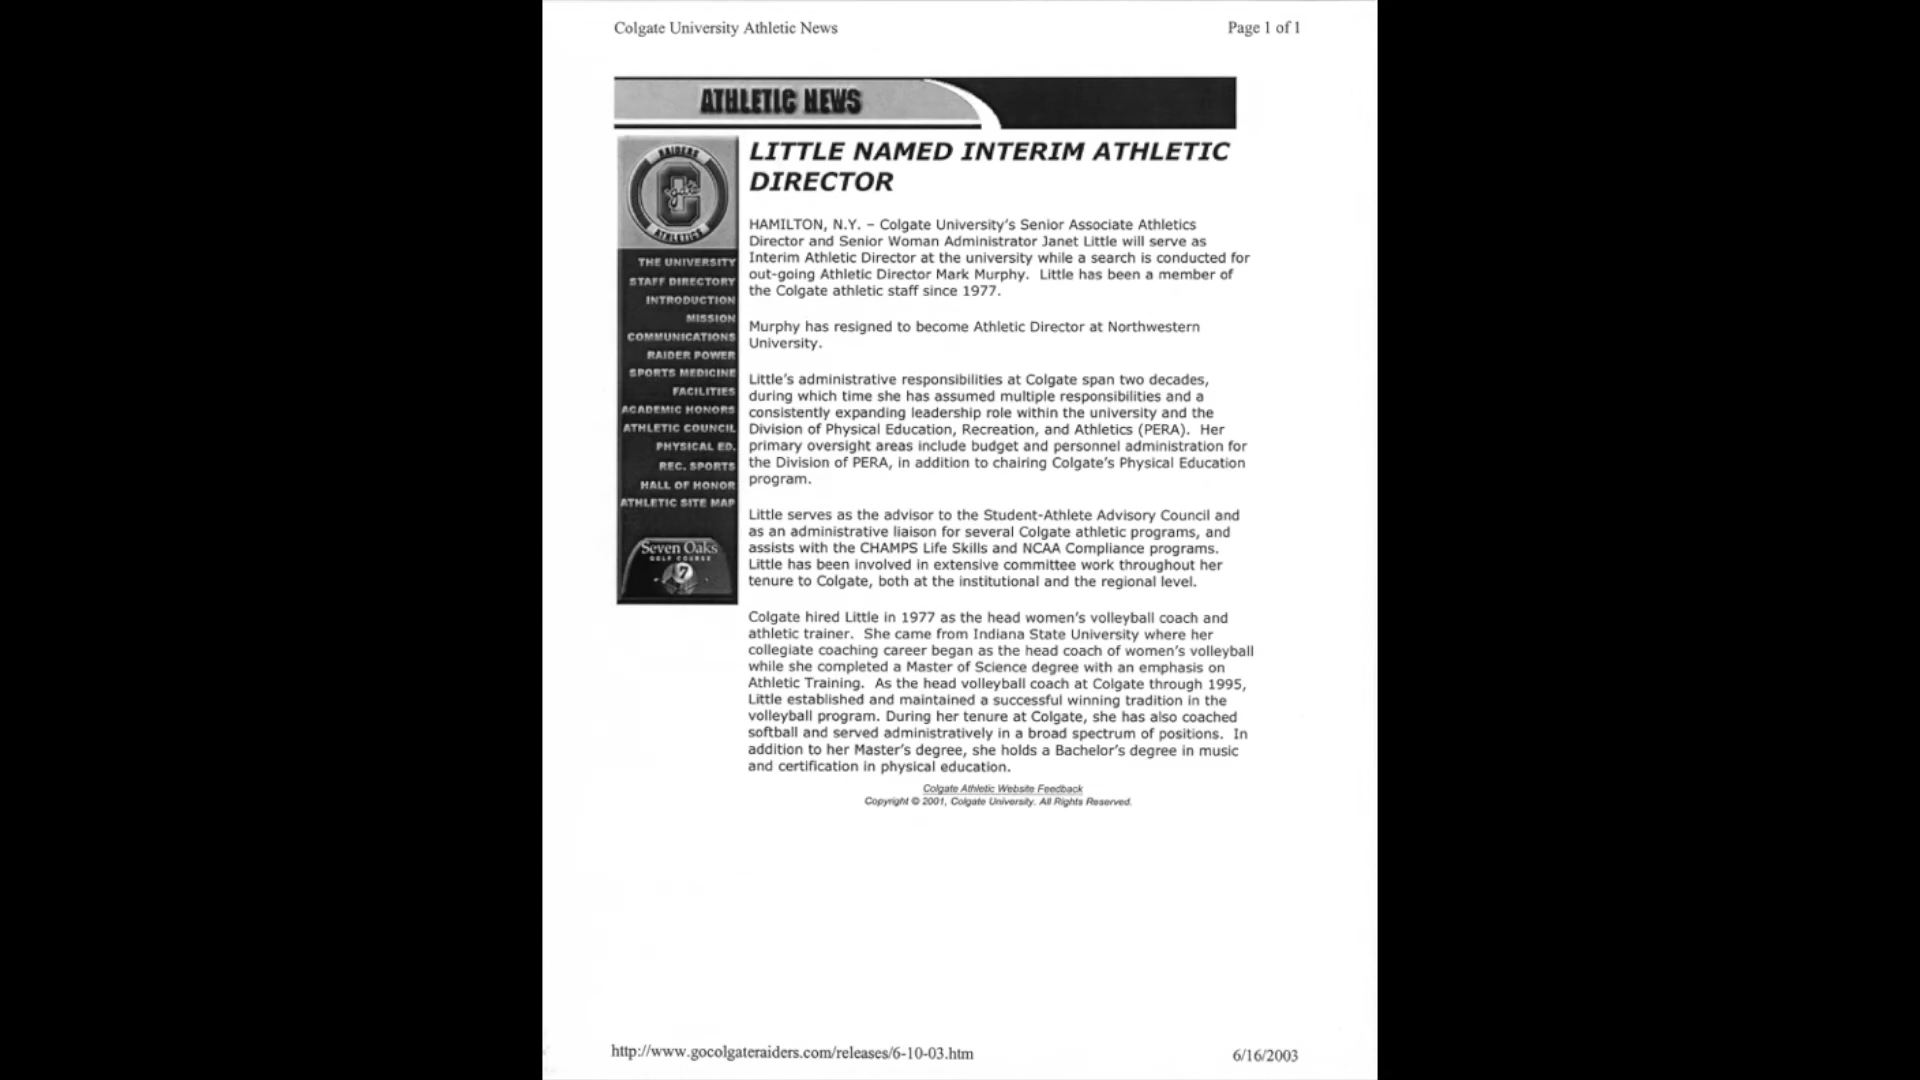 Colgate University Athletic News
Page 1 of 1
ATHLETIC NEWS
RAIDERS
C
gate
ATHLETICS
THE UNIVERSITY
STAFF DIRECTORY
INTRODUCTION
MISSION
COMMUNICATIONS
RAIDER POWER
SPORTS MEDICINE
FACILITIES
ACADEMIC HONORS
ATHLETIC COUNCIL
PHYSICAL ED.
REC. SPORTS
HALL OF HONOR
ATHLETIC SITE MAP
Seven Oaks
GOLF COURSE
7
LITTLE NAMED INTERIM ATHLETIC
DIRECTOR
HAMILTON, N.Y. – Colgate University's Senior Associate Athletics
Director and Senior Woman Administrator Janet Little will serve as
Interim Athletic Director at the university while a search is conducted for
out-going Athletic Director Mark Murphy. Little has been a member of
the Colgate athletic staff since 1977.
Murphy has resigned to become Athletic Director at Northwestern
University.
Little's administrative responsibilities at Colgate span two decades,
during which time she has assumed multiple responsibilities and a
consistently expanding leadership role within the university and the
Division of Physical Education, Recreation, and Athletics (PERA). Her
primary oversight areas include budget and personnel administration for
the Division of PERA, in addition to chairing Colgate's Physical Education
program.
Little serves as the advisor to the Student-Athlete Advisory Council and
as an administrative liaison for several Colgate athletic programs, and
assists with the CHAMPS Life Skills and NCAA Compliance programs.
Little has been involved in extensive committee work throughout her
tenure to Colgate, both at the institutional and the regional level.
Colgate hired Little in 1977 as the head women's volleyball coach and
athletic trainer. She came from Indiana State University where her
collegiate coaching career began as the head coach of women's volleyball
while she completed a Master of Science degree with an emphasis on
Athletic Training. As the head volleyball coach at Colgate through 1995,
Little established and maintained a successful winning tradition in the
volleyball program. During her tenure at Colgate, she has also coached
softball and served administratively in a broad spectrum of positions. In
addition to her Master's degree, she holds a Bachelor's degree in music
and certification in physical education.
Colgate Athletic Website Feedback
Copyright © 2001, Colgate University. All Rights Reserved.
http://www.gocolgateraiders.com/releases/6-10-03.htm
6/16/2003